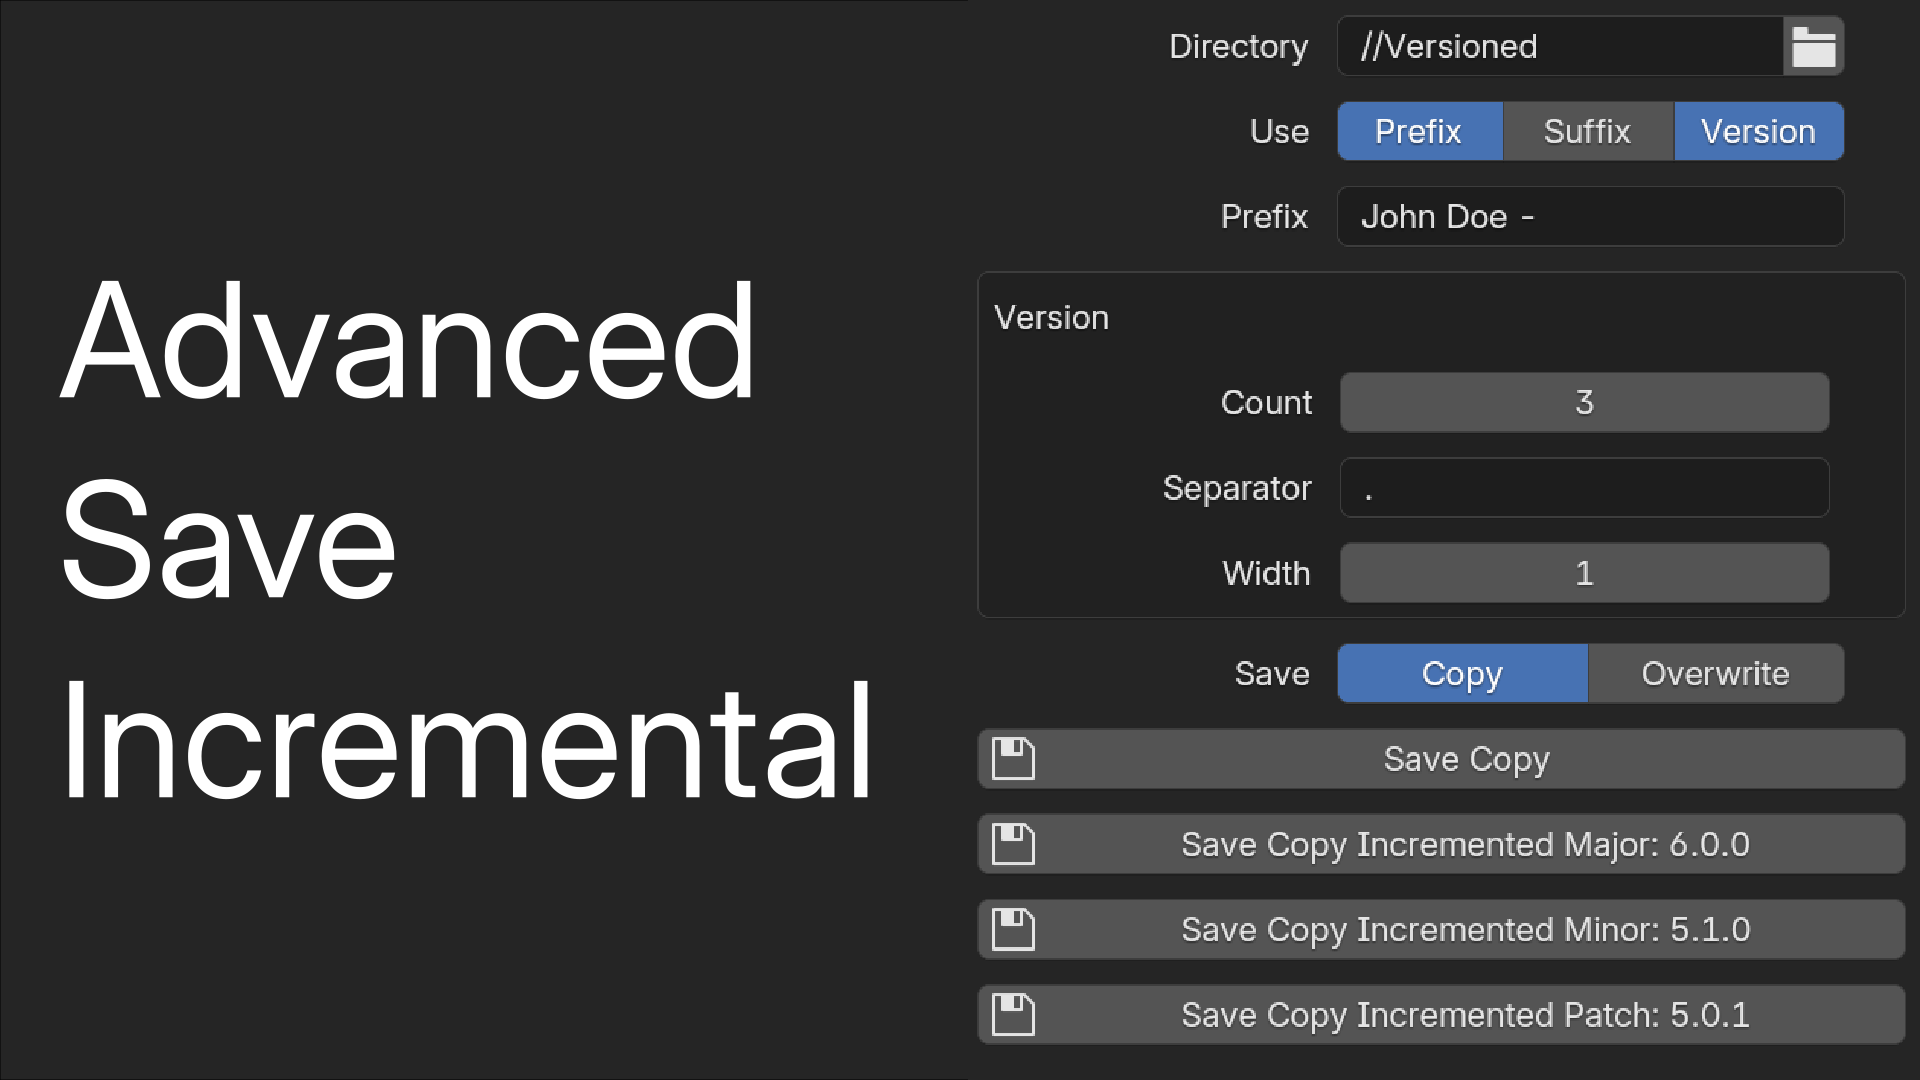 Advanced
Save
Incremental
Directory //Versioned
Use Prefix Suffix Version
Prefix John Doe -
Version
Count 3
Separator .
Width 1
Save Copy Overwrite
Save Copy
Save Copy Incremented Major: 6.0.0
Save Copy Incremented Minor: 5.1.0
Save Copy Incremented Patch: 5.0.1